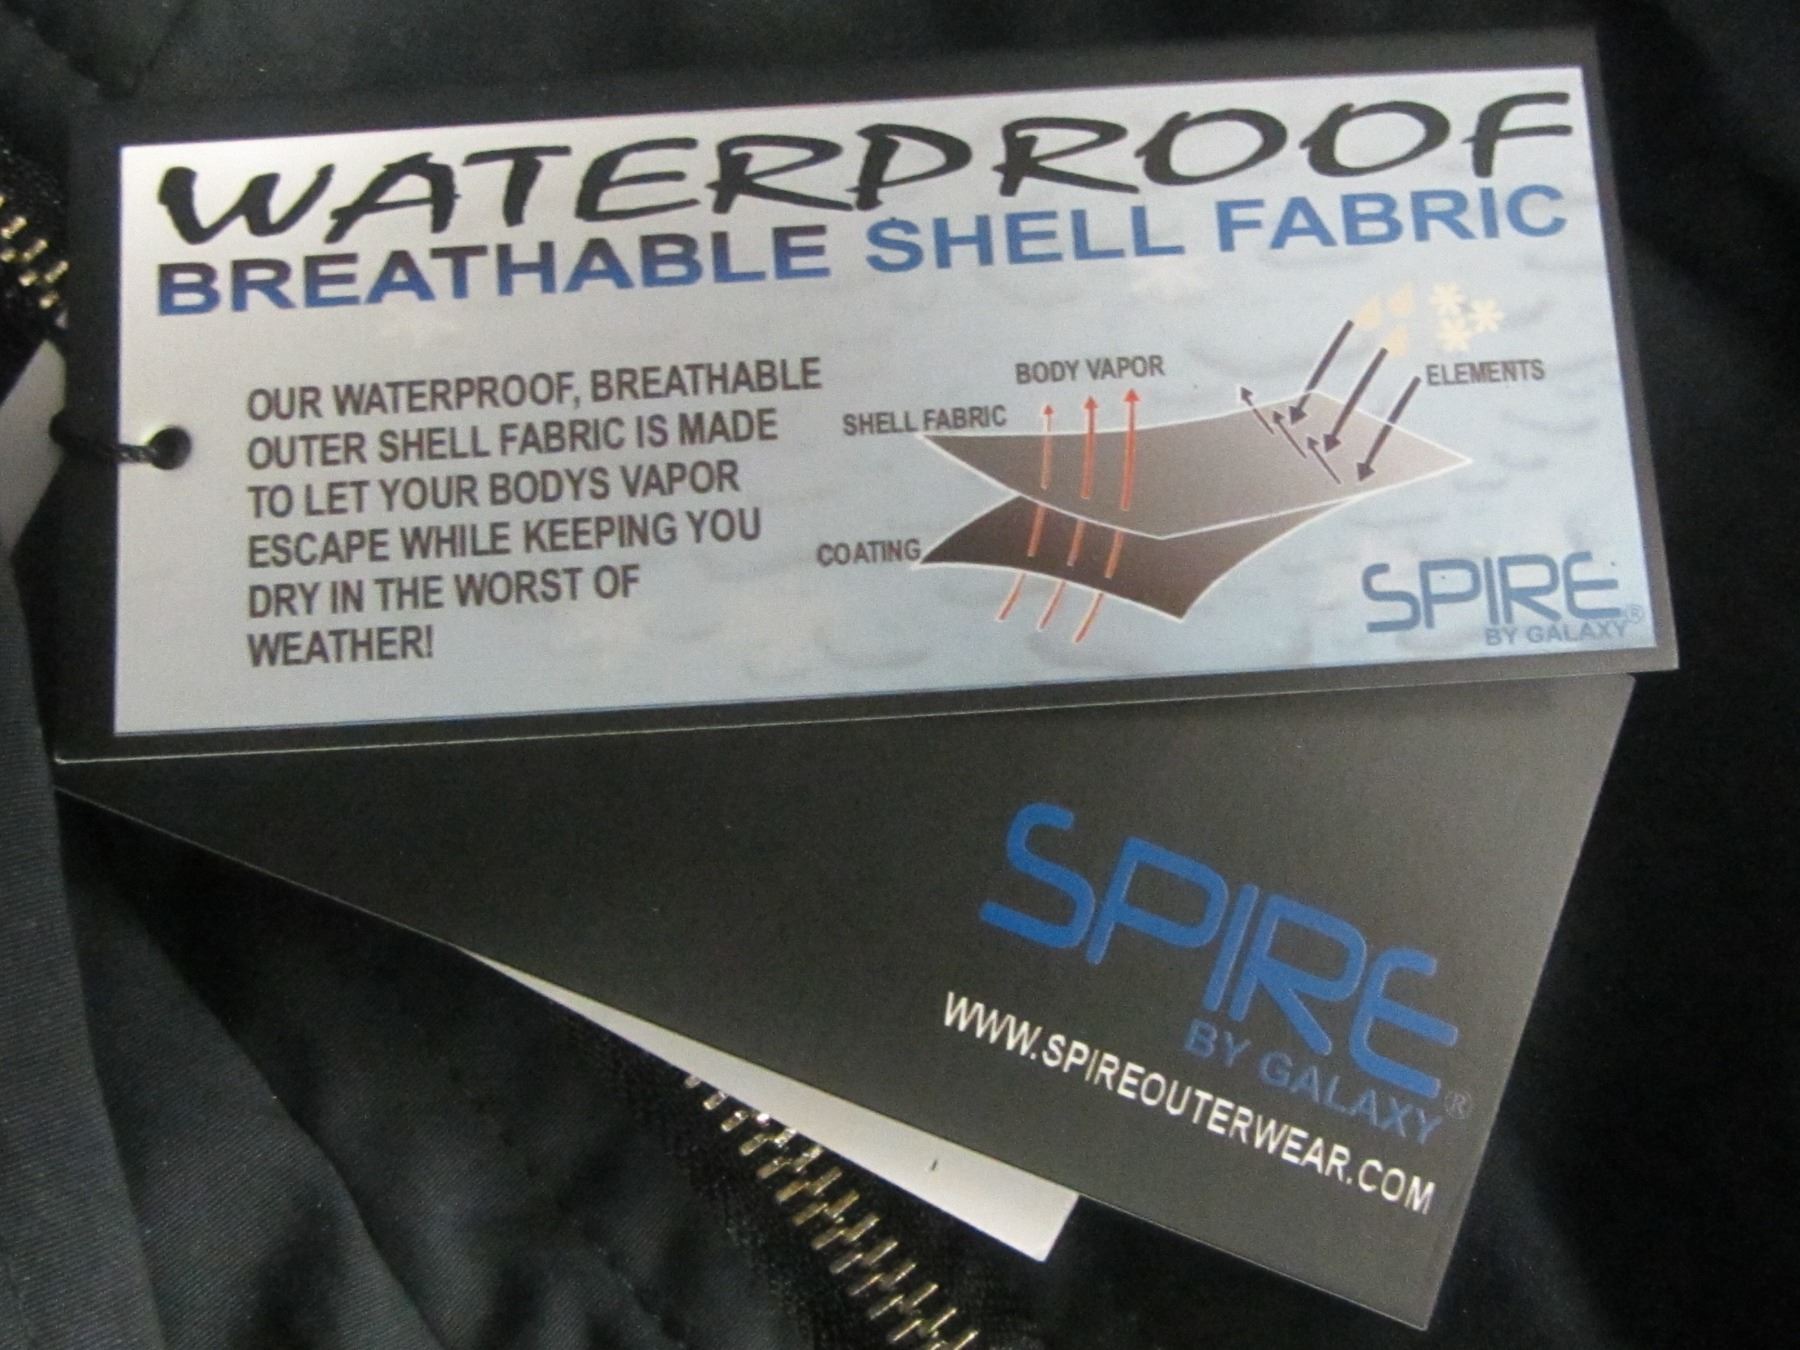 WATERPROOF
BREATHABLE SHELL FABRIC
OUR WATERPROOF, BREATHABLE
OUTER SHELL FABRIC IS MADE
TO LET YOUR BODYS VAPOR
ESCAPE WHILE KEEPING YOU
DRY IN THE WORST OF
WEATHER!
BODY VAPOR
ELEMENTS
SHELL FABRIC
COATING
SPIRE
BY GALAXY®
SPIRE
BY GALAXY®
WWW.SPIREOUTERWEAR.COM